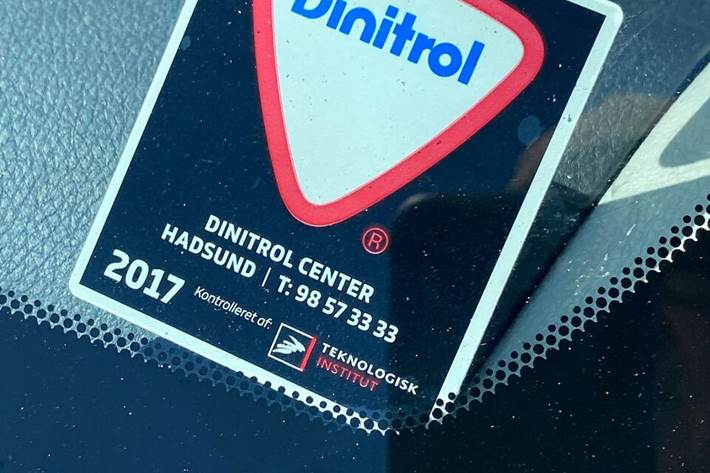 Dinitrol
®
DINITROL CENTER
HADSUND | T: 98 57 33 33
2017 Kontrolleret af: TEKNOLOGISK
INSTITUT